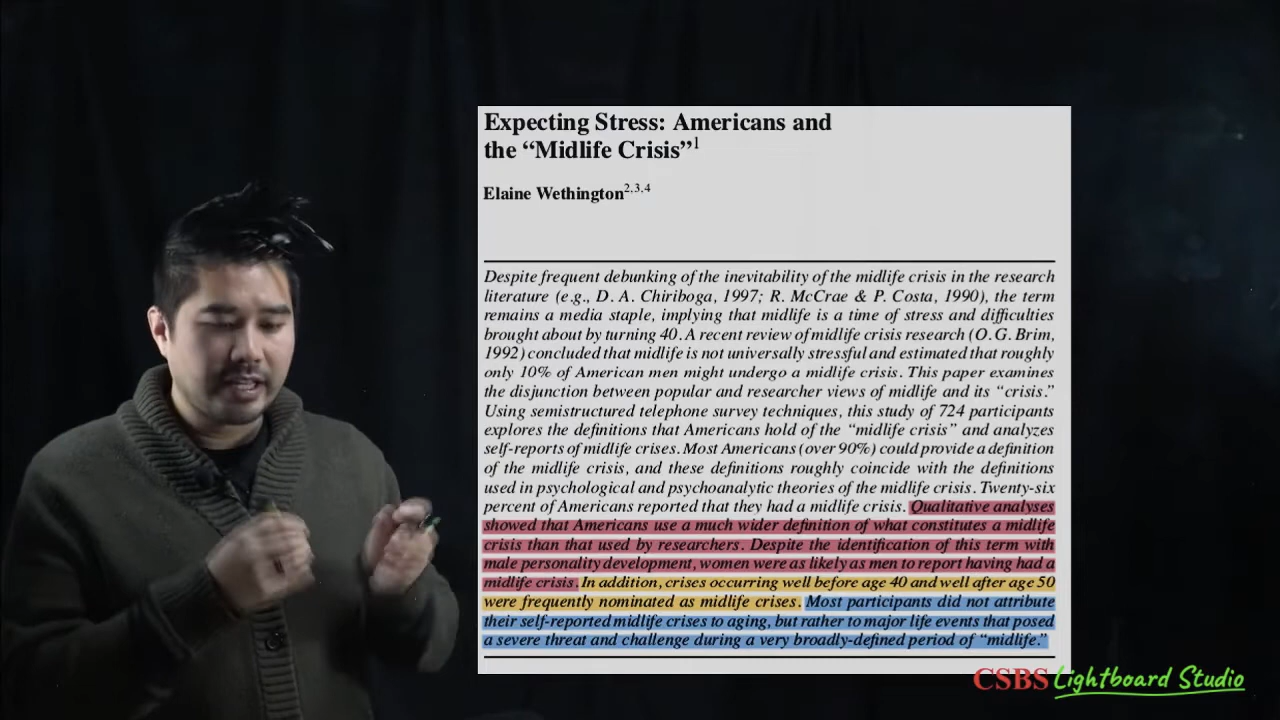 Expecting Stress: Americans and
the “Midlife Crisis”1
Elaine Wethington2,3,4
Despite frequent debunking of the inevitability of the midlife crisis in the research
literature (e.g., D. A. Chiriboga, 1997; R. McCrae & P. Costa, 1990), the term
remains a media staple, implying that midlife is a time of stress and difficulties
brought about by turning 40. A recent review of midlife crisis research (O. G. Brim,
1992) concluded that midlife is not universally stressful and estimated that roughly
only 10% of American men might undergo a midlife crisis. This paper examines
the disjunction between popular and researcher views of midlife and its “crisis.”
Using semistructured telephone survey techniques, this study of 724 participants
explores the definitions that Americans hold of the “midlife crisis” and analyzes
self-reports of midlife crises. Most Americans (over 90%) could provide a definition
of the midlife crisis, and these definitions roughly coincide with the definitions
used in psychological and psychoanalytic theories of the midlife crisis. Twenty-six
percent of Americans reported that they had a midlife crisis. Qualitative analyses
showed that Americans use a much wider definition of what constitutes a midlife
crisis than that used by researchers. Despite the identification of this term with
male personality development, women were as likely as men to report having had a
midlife crisis. In addition, crises occurring well before age 40 and well after age 50
were frequently nominated as midlife crises. Most participants did not attribute
their self-reported midlife crises to aging, but rather to major life events that posed
a severe threat and challenge during a very broadly-defined period of “midlife.”
CSBS Lightboard Studio